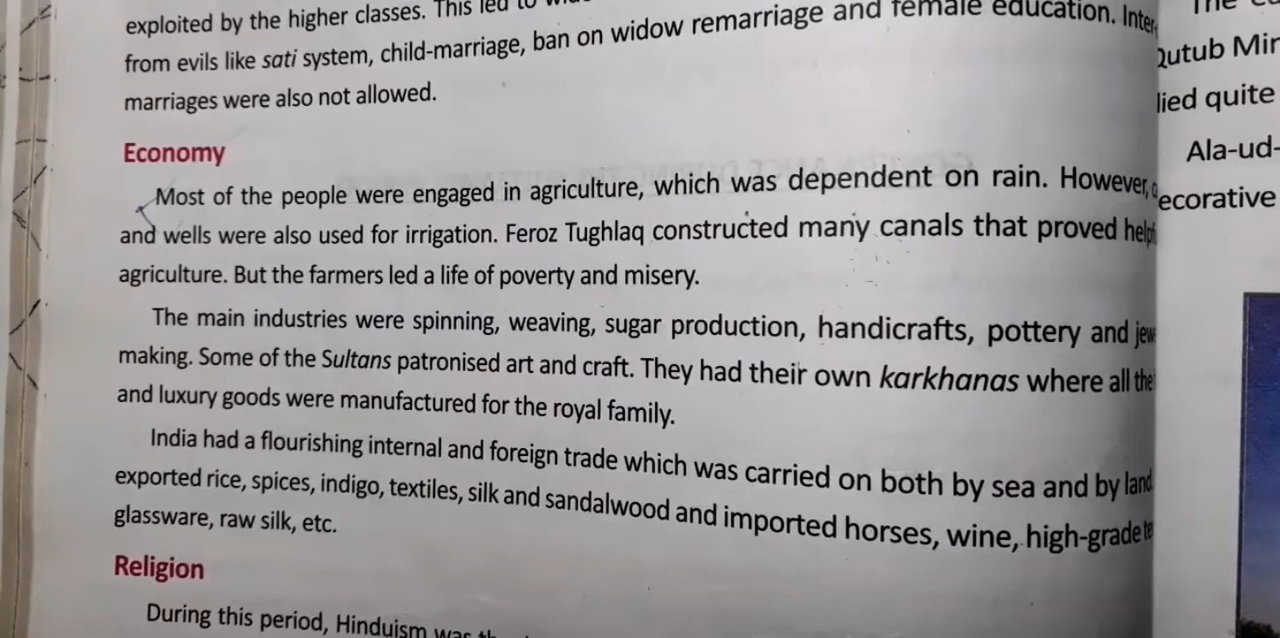 exploited by the higher classes. This led to
from evils like sati system, child-marriage, ban on widow remarriage and female education. Inter-
marriages were also not allowed.
Economy
Most of the people were engaged in agriculture, which was dependent on rain. However,
and wells were also used for irrigation. Feroz Tughlaq constructed many canals that proved
agriculture. But the farmers led a life of poverty and misery.
The main industries were spinning, weaving, sugar production, handicrafts, pottery and
making. Some of the Sultans patronised art and craft. They had their own karkhanas where all
and luxury goods were manufactured for the royal family.
India had a flourishing internal and foreign trade which was carried on both by sea and by land
exported rice, spices, indigo, textiles, silk and sandalwood and imported horses, wine, high-grade
glassware, raw silk, etc.
Religion
During this period, Hinduism was
The
Qutub
quite
Ala-ud-